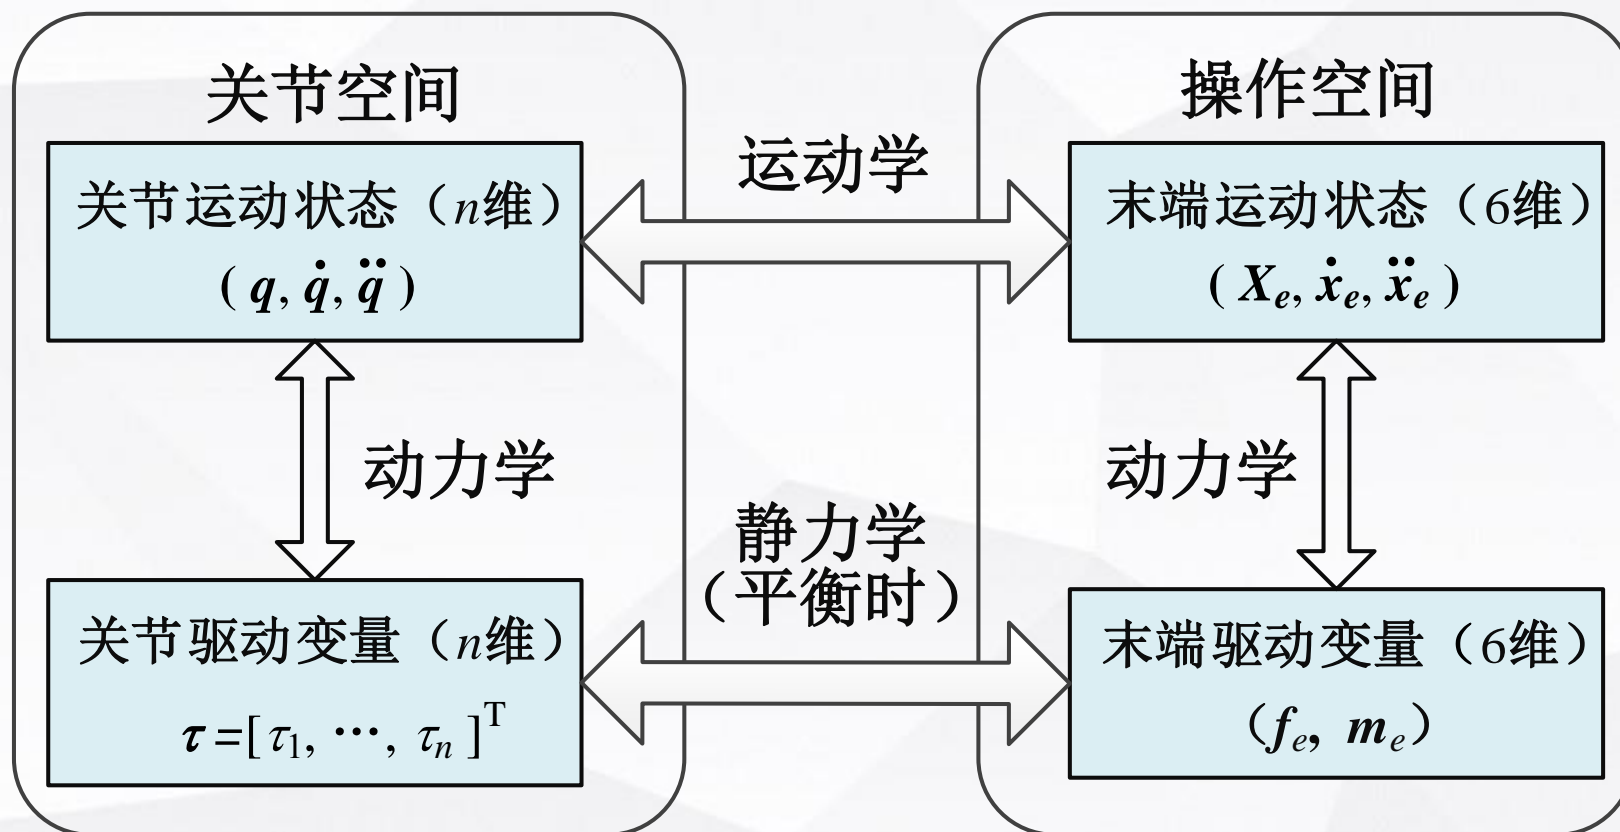 关节空间
关节运动状态（n维）
( q, q̇, q̈ )
动力学
关节驱动变量（n维）
τ =[ τ₁, ···, τₙ ]ᵀ
运动学
静力学
（平衡时）
操作空间
末端运动状态（6维）
( Xₑ, ẋₑ, ẍₑ )
动力学
末端驱动变量（6维）
（fₑ, mₑ）